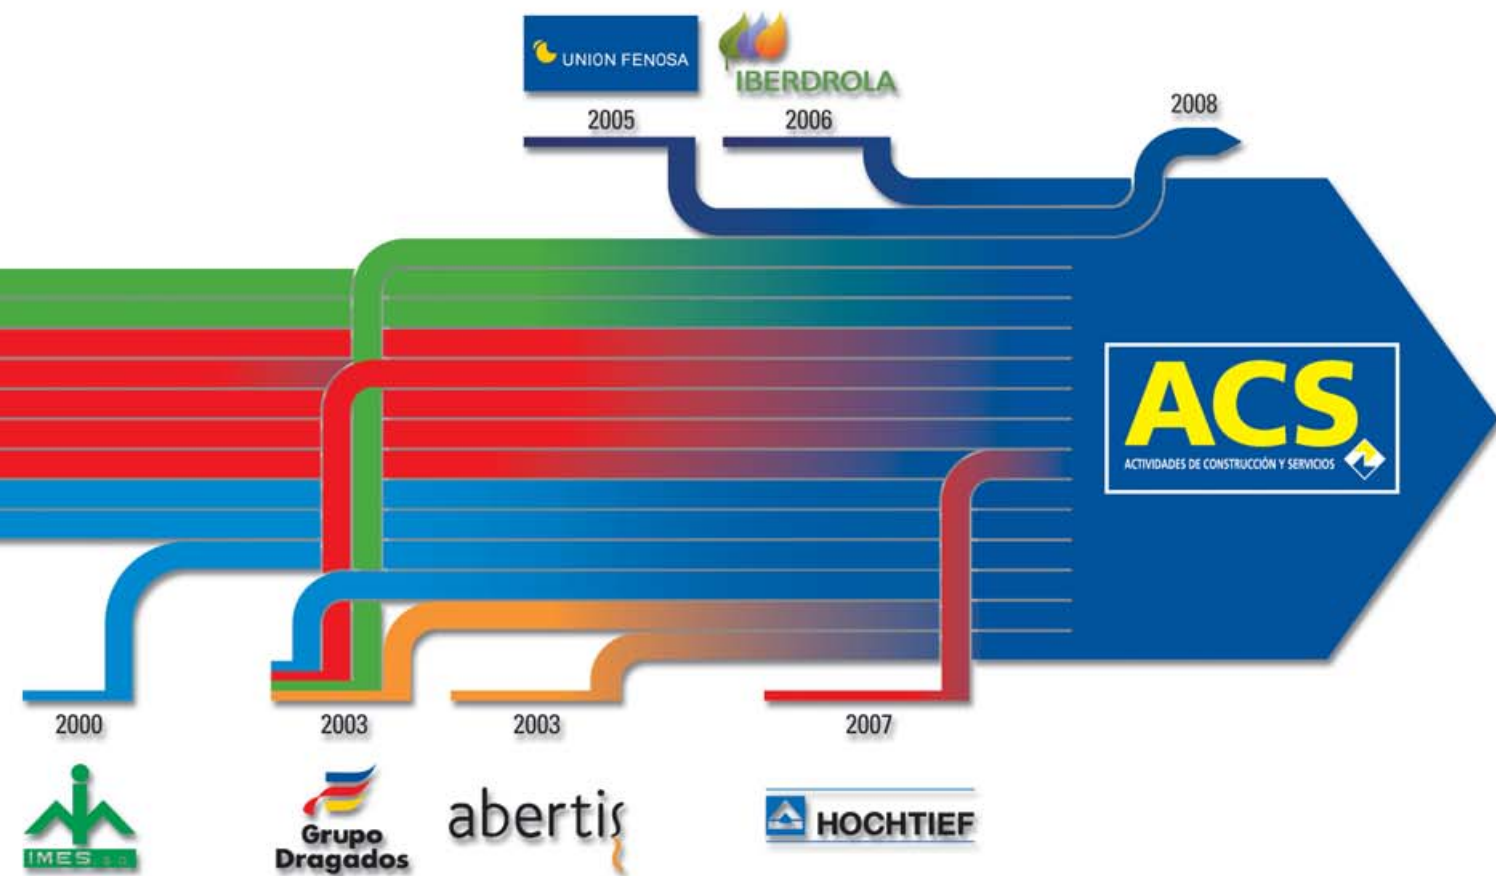 UNION FENOSA
IBERDROLA
2005
2006
2008
ACS
ACTIVIDADES DE CONSTRUCCIÓN Y SERVICIOS
2000
2003
2003
2007
IMES, S.A.
Grupo
Dragados
abertis
HOCHTIEF